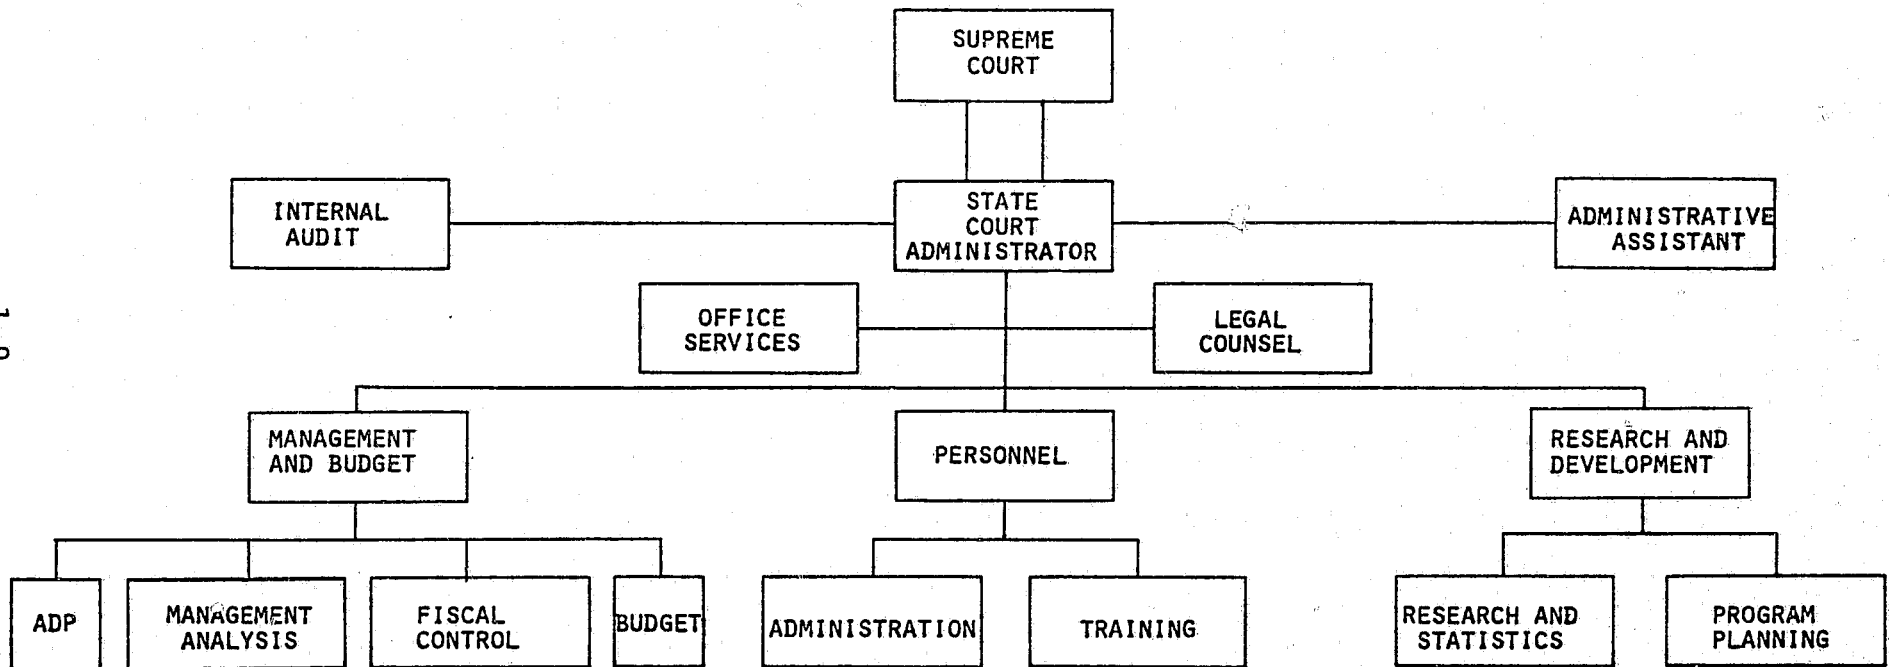 SUPREME
COURT
INTERNAL
AUDIT
STATE
COURT
ADMINISTRATOR
ADMINISTRATIVE
ASSISTANT
OFFICE
SERVICES
LEGAL
COUNSEL
MANAGEMENT
AND BUDGET
PERSONNEL
RESEARCH AND
DEVELOPMENT
ADP
MANAGEMENT
ANALYSIS
FISCAL
CONTROL
BUDGET
ADMINISTRATION
TRAINING
RESEARCH AND
STATISTICS
PROGRAM
PLANNING